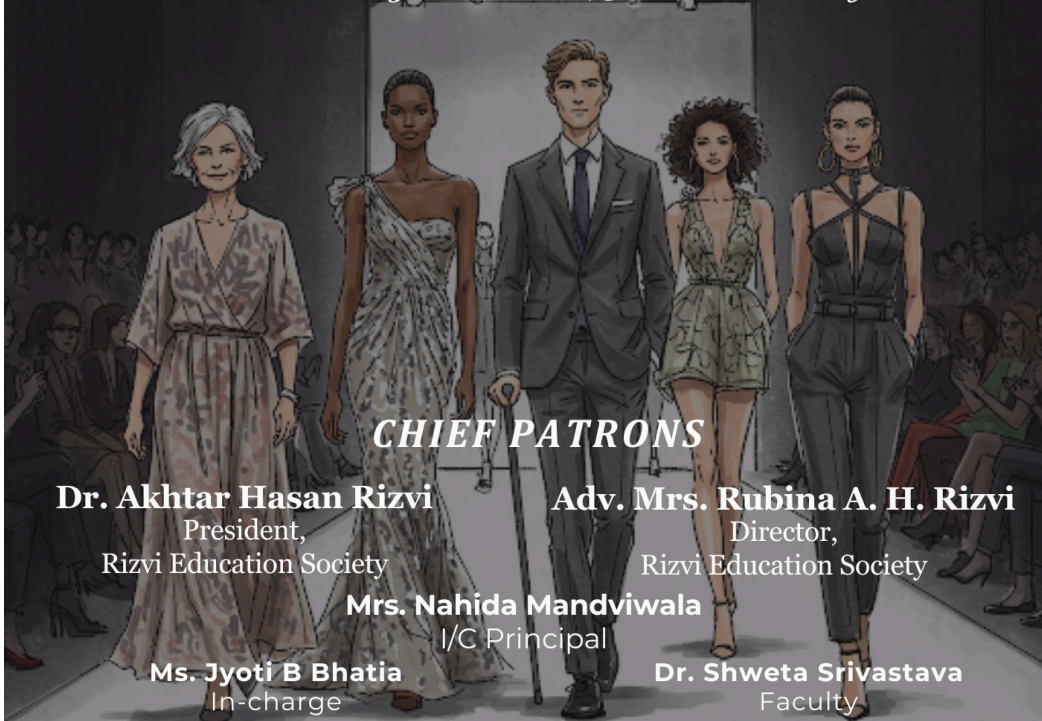 CHIEF PATRONS
Dr. Akhtar Hasan Rizvi
President,
Rizvi Education Society
Adv. Mrs. Rubina A. H. Rizvi
Director,
Rizvi Education Society
Mrs. Nahida Mandviwala
I/C Principal
Ms. Jyoti B Bhatia
In-charge
Dr. Shweta Srivastava
Faculty